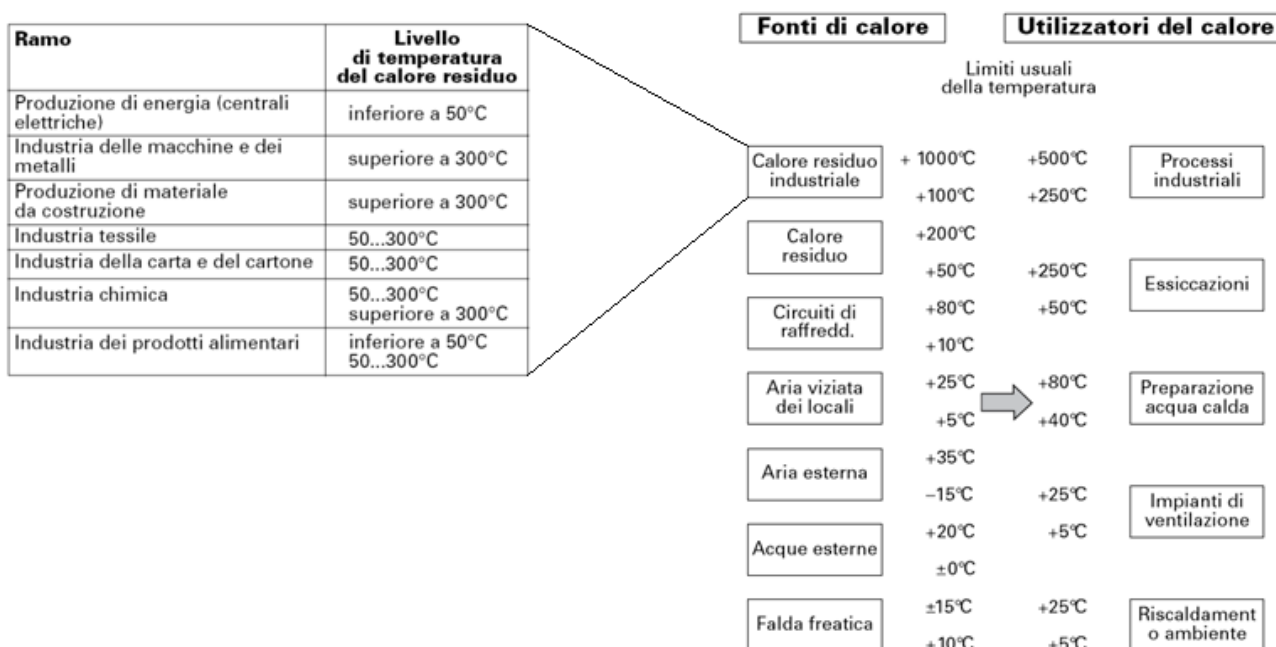 Ramo
Livello
di temperatura
del calore residuo
Produzione di energia (centrali
elettriche)
inferiore a 50°C
Industria delle macchine e dei
metalli
superiore a 300°C
Produzione di materiale
da costruzione
superiore a 300°C
Industria tessile
50...300°C
Industria della carta e del cartone
50...300°C
Industria chimica
50...300°C
superiore a 300°C
Industria dei prodotti alimentari
inferiore a 50°C
50...300°C
Fonti di calore
Utilizzatori del calore
Limiti usuali
della temperatura
Calore residuo
industriale
+ 1000°C
+100°C
+500°C
+250°C
Processi
industriali
Calore
residuo
+200°C
+50°C
+250°C
+50°C
Essiccazioni
Circuiti di
raffredd.
+80°C
+10°C
Aria viziata
dei locali
+25°C
+5°C
+80°C
+40°C
Preparazione
acqua calda
Aria esterna
+35°C
−15°C
+25°C
+5°C
Impianti di
ventilazione
Acque esterne
+20°C
±0°C
Falda freatica
±15°C
+10°C
+25°C
+5°C
Riscaldament
o ambiente